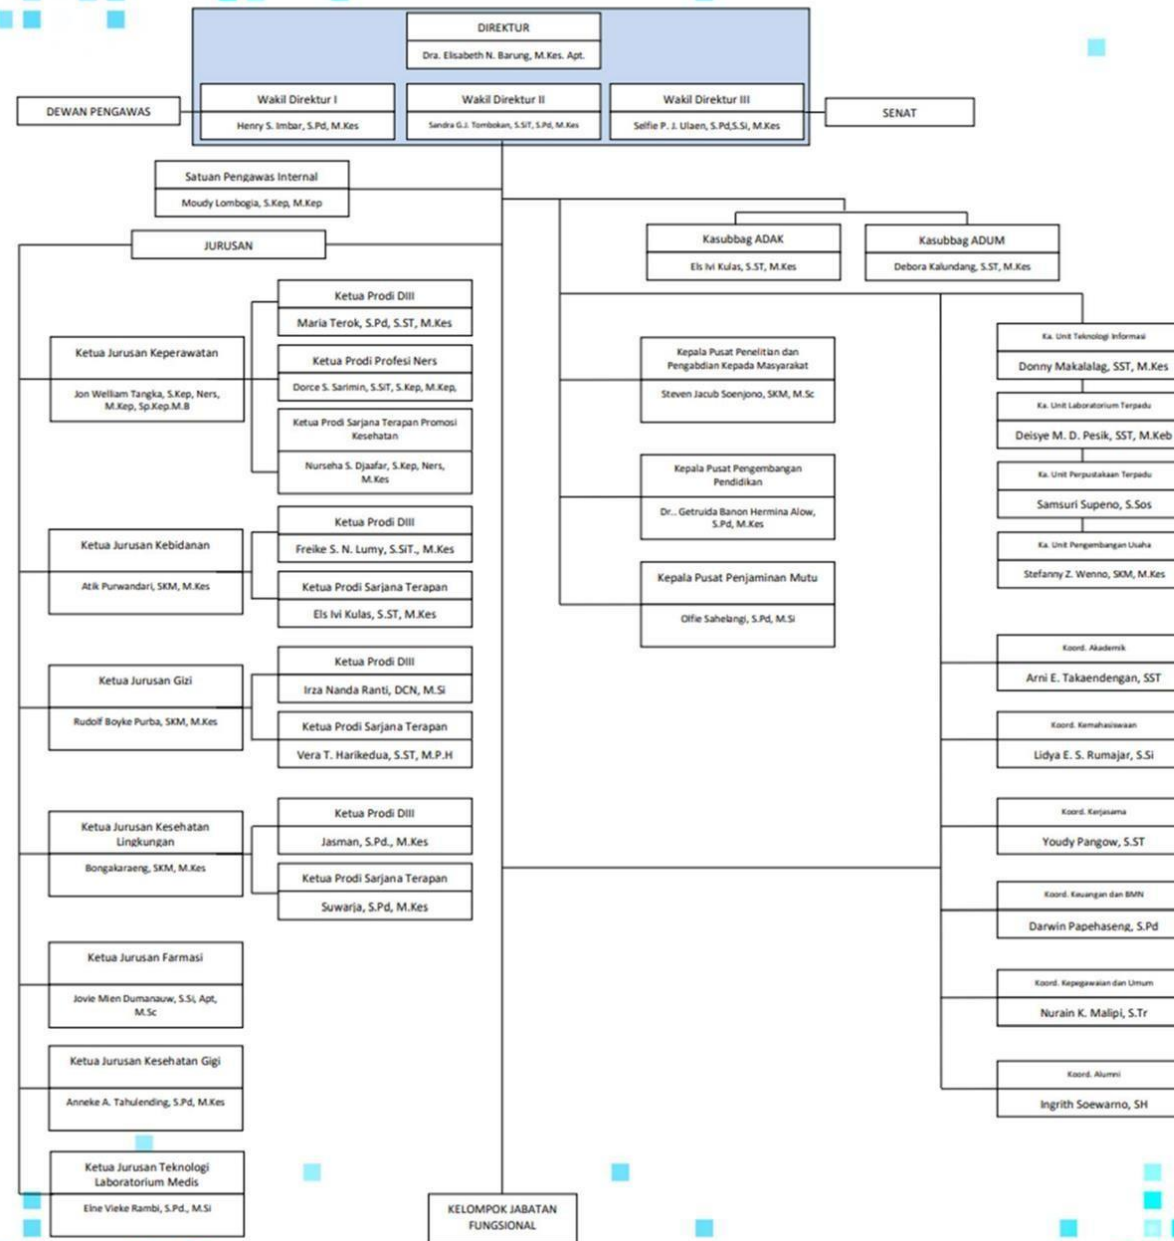 DIREKTUR
Dra. Elisabeth N. Barung, M.Kes. Apt.
DEWAN PENGAWAS
Wakil Direktur I
Henry S. Imbar, S.Pd, M.Kes
Wakil Direktur II
Sandra G.J. Tombokan, S.SiT, S.Pd, M.Kes
Wakil Direktur III
Selfie P. J. Ulaen, S.Pd,S.Si, M.Kes
SENAT
Satuan Pengawas Internal
Moudy Lombogia, S.Kep, M.Kep
JURUSAN
Kasubbag ADAK
Els Ivi Kulas, S.ST, M.Kes
Kasubbag ADUM
Debora Kalundang, S.ST, M.Kes
Ketua Jurusan Keperawatan
Jon Welliam Tangka, S.Kep, Ners,
M.Kep, Sp.Kep.M.B
Ketua Prodi DIII
Maria Terok, S.Pd, S.ST, M.Kes
Ketua Prodi Profesi Ners
Dorce S. Sarimin, S.SiT, S.Kep, M.Kep,
Ketua Prodi Sarjana Terapan Promosi
Kesehatan
Nurseha S. Djaafar, S.Kep, Ners,
M.Kes
Ketua Jurusan Kebidanan
Atik Purwandari, SKM, M.Kes
Ketua Prodi DIII
Freike S. N. Lumy, S.SiT., M.Kes
Ketua Prodi Sarjana Terapan
Els Ivi Kulas, S.ST, M.Kes
Ketua Jurusan Gizi
Rudolf Boyke Purba, SKM, M.Kes
Ketua Prodi DIII
Irza Nanda Ranti, DCN, M.Si
Ketua Prodi Sarjana Terapan
Vera T. Harikedua, S.ST, M.P.H
Ketua Jurusan Kesehatan
Lingkungan
Bongakaraeng, SKM, M.Kes
Ketua Prodi DIII
Jasman, S.Pd., M.Kes
Ketua Prodi Sarjana Terapan
Suwarja, S.Pd, M.Kes
Ketua Jurusan Farmasi
Jovie Mien Dumanauw, S.Si, Apt,
M.Sc
Ketua Jurusan Kesehatan Gigi
Anneke A. Tahulending, S.Pd, M.Kes
Ketua Jurusan Teknologi
Laboratorium Medis
Elne Vieke Rambi, S.Pd., M.Si
Kepala Pusat Penelitian dan
Pengabdian Kepada Masyarakat
Steven Jacub Soenjono, SKM, M.Sc
Kepala Pusat Pengembangan
Pendidikan
Dr.. Getruida Banon Hermina Alow,
S.Pd, M.Kes
Kepala Pusat Penjaminan Mutu
Olfie Sahelangi, S.Pd, M.Si
Ka. Unit Teknologi Informasi
Donny Makalalag, SST, M.Kes
Ka. Unit Laboratorium Terpadu
Deisye M. D. Pesik, SST, M.Keb
Ka. Unit Perpustakaan Terpadu
Samsuri Supeno, S.Sos
Ka. Unit Pengembangan Usaha
Stefanny Z. Wenno, SKM, M.Kes
Koord. Akademik
Arni E. Takaendengan, SST
Koord. Kemahasiswaan
Lidya E. S. Rumajar, S.Si
Koord. Kerjasama
Youdy Pangow, S.ST
Koord. Keuangan dan BMN
Darwin Papehaseng, S.Pd
Koord. Kepegawaian dan Umum
Nurain K. Malipi, S.Tr
Koord. Alumni
Ingrith Soewarno, SH
KELOMPOK JABATAN
FUNGSIONAL